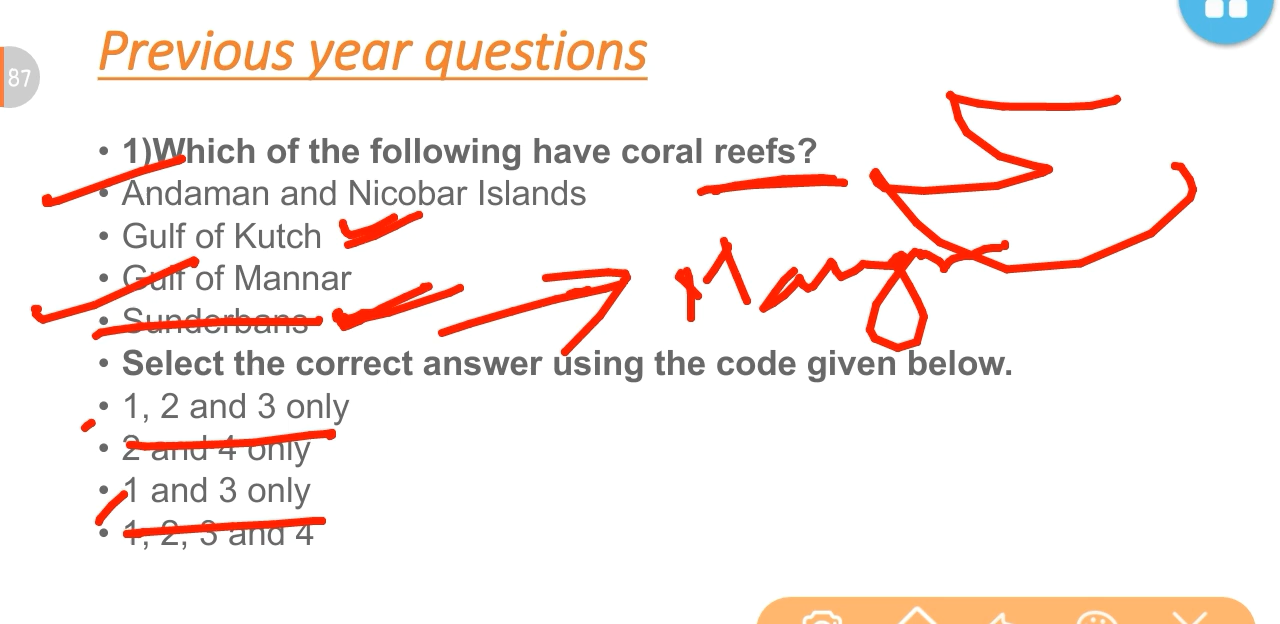 Previous year questions
87
• 1)Which of the following have coral reefs?
• Andaman and Nicobar Islands
• Gulf of Kutch
• Gulf of Mannar
• Sunderbans
• Select the correct answer using the code given below.
• 1, 2 and 3 only
• 2 and 4 only
• 1 and 3 only
• 1, 2, 3 and 4